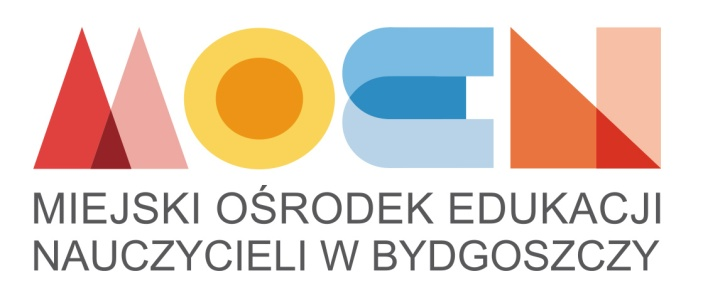 MOEN
MIEJSKI OŚRODEK EDUKACJI
NAUCZYCIELI W BYDGOSZCZY